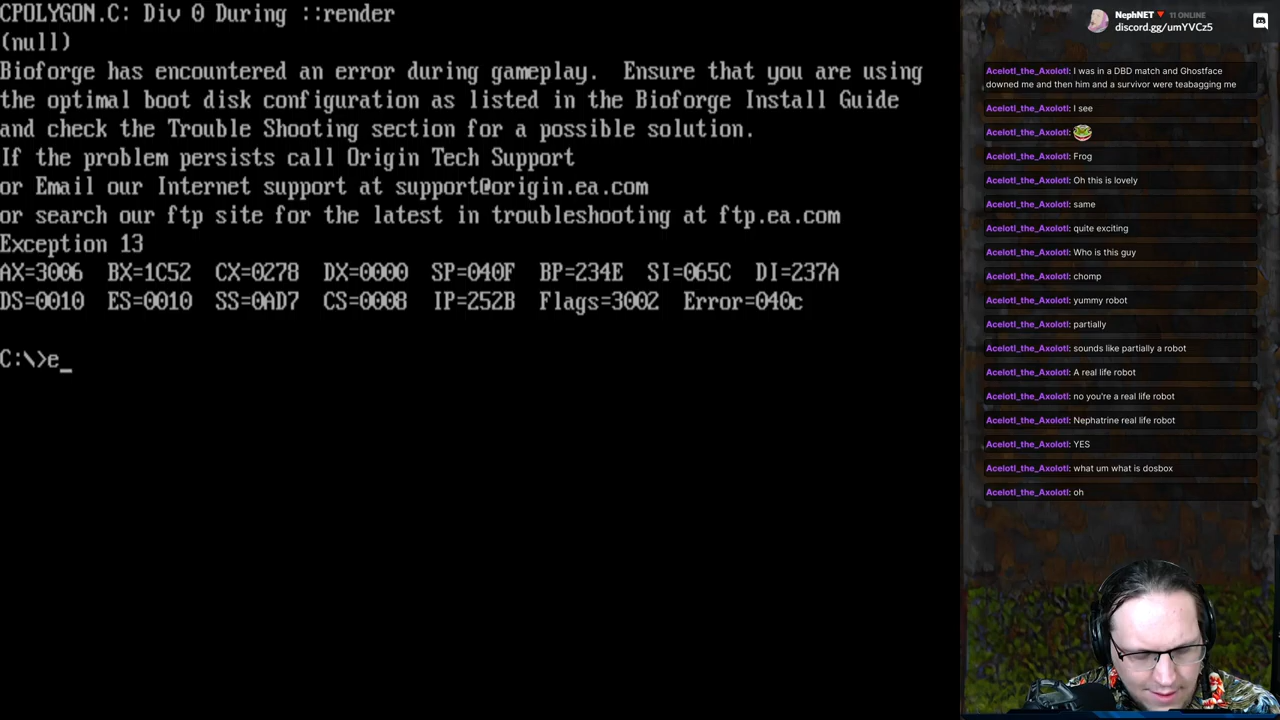 CPOLYGON.C: Div 0 During ::render
(null)
Bioforge has encountered an error during gameplay.  Ensure that you are using
the optimal boot disk configuration as listed in the Bioforge Install Guide
and check the Trouble Shooting section for a possible solution.
If the problem persists call Origin Tech Support
or Email our Internet support at support@origin.ea.com
or search our ftp site for the latest in troubleshooting at ftp.ea.com
Exception 13
AX=3006  BX=1C52  CX=0278  DX=0000  SP=040F  BP=234E  SI=065C  DI=237A
DS=0010  ES=0010  SS=0AD7  CS=0008  IP=252B  Flags=3002  Error=040c
C:\>e_
NephNET 11 ONLINE
discord.gg/umYVCz5
Acelotl_the_Axolotl: I was in a DBD match and Ghostface
downed me and then him and a survivor were teabagging me
Acelotl_the_Axolotl: I see
Acelotl_the_Axolotl:
Acelotl_the_Axolotl: Frog
Acelotl_the_Axolotl: Oh this is lovely
Acelotl_the_Axolotl: same
Acelotl_the_Axolotl: quite exciting
Acelotl_the_Axolotl: Who is this guy
Acelotl_the_Axolotl: chomp
Acelotl_the_Axolotl: yummy robot
Acelotl_the_Axolotl: partially
Acelotl_the_Axolotl: sounds like partially a robot
Acelotl_the_Axolotl: A real life robot
Acelotl_the_Axolotl: no you're a real life robot
Acelotl_the_Axolotl: Nephatrine real life robot
Acelotl_the_Axolotl: YES
Acelotl_the_Axolotl: what um what is dosbox
Acelotl_the_Axolotl: oh